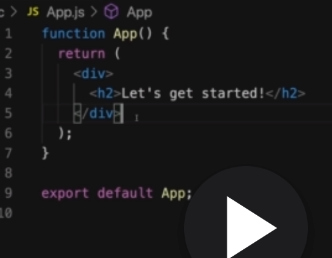 c > JS App.js > App
1 function App() {
2 return (
3 <div>
4 <h2>Let's get started!</h2>
5 </div>
6 );
7 }
8
9 export default App;
10